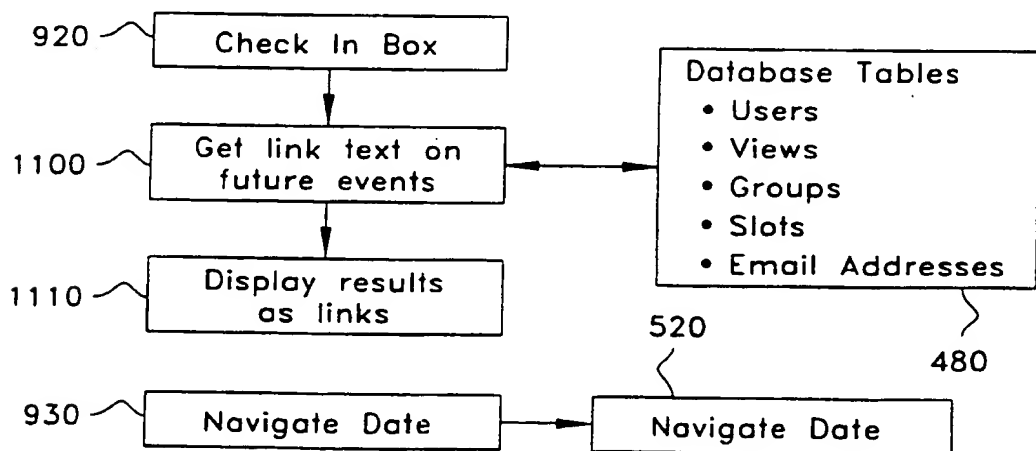 920
Check In Box
Database Tables
• Users
• Views
• Groups
• Slots
• Email Addresses
1100
Get link text on
future events
1110
Display results
as links
520
480
930
Navigate Date
Navigate Date